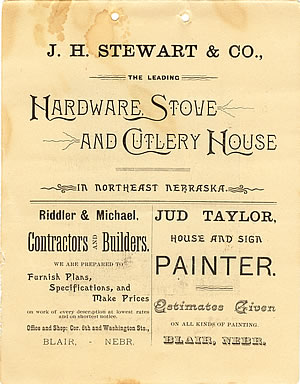 J. H. STEWART & CO.,
THE LEADING
HARDWARE, STOVE
AND CUTLERY HOUSE
IN NORTHEAST NEBRASKA.
Riddler & Michael,
Contractors AND Builders.
WE ARE PREPARED TO
Furnish Plans,
Specifications, and
Make Prices
on work of every description at lowest rates
and on shortest notice.
Office and Shop: Cor. 6th and Washington Sts.,
BLAIR, - NEBR.
JUD TAYLOR,
HOUSE AND SIGN
PAINTER.
Estimates Given
ON ALL KINDS OF PAINTING.
BLAIR, NEBR.